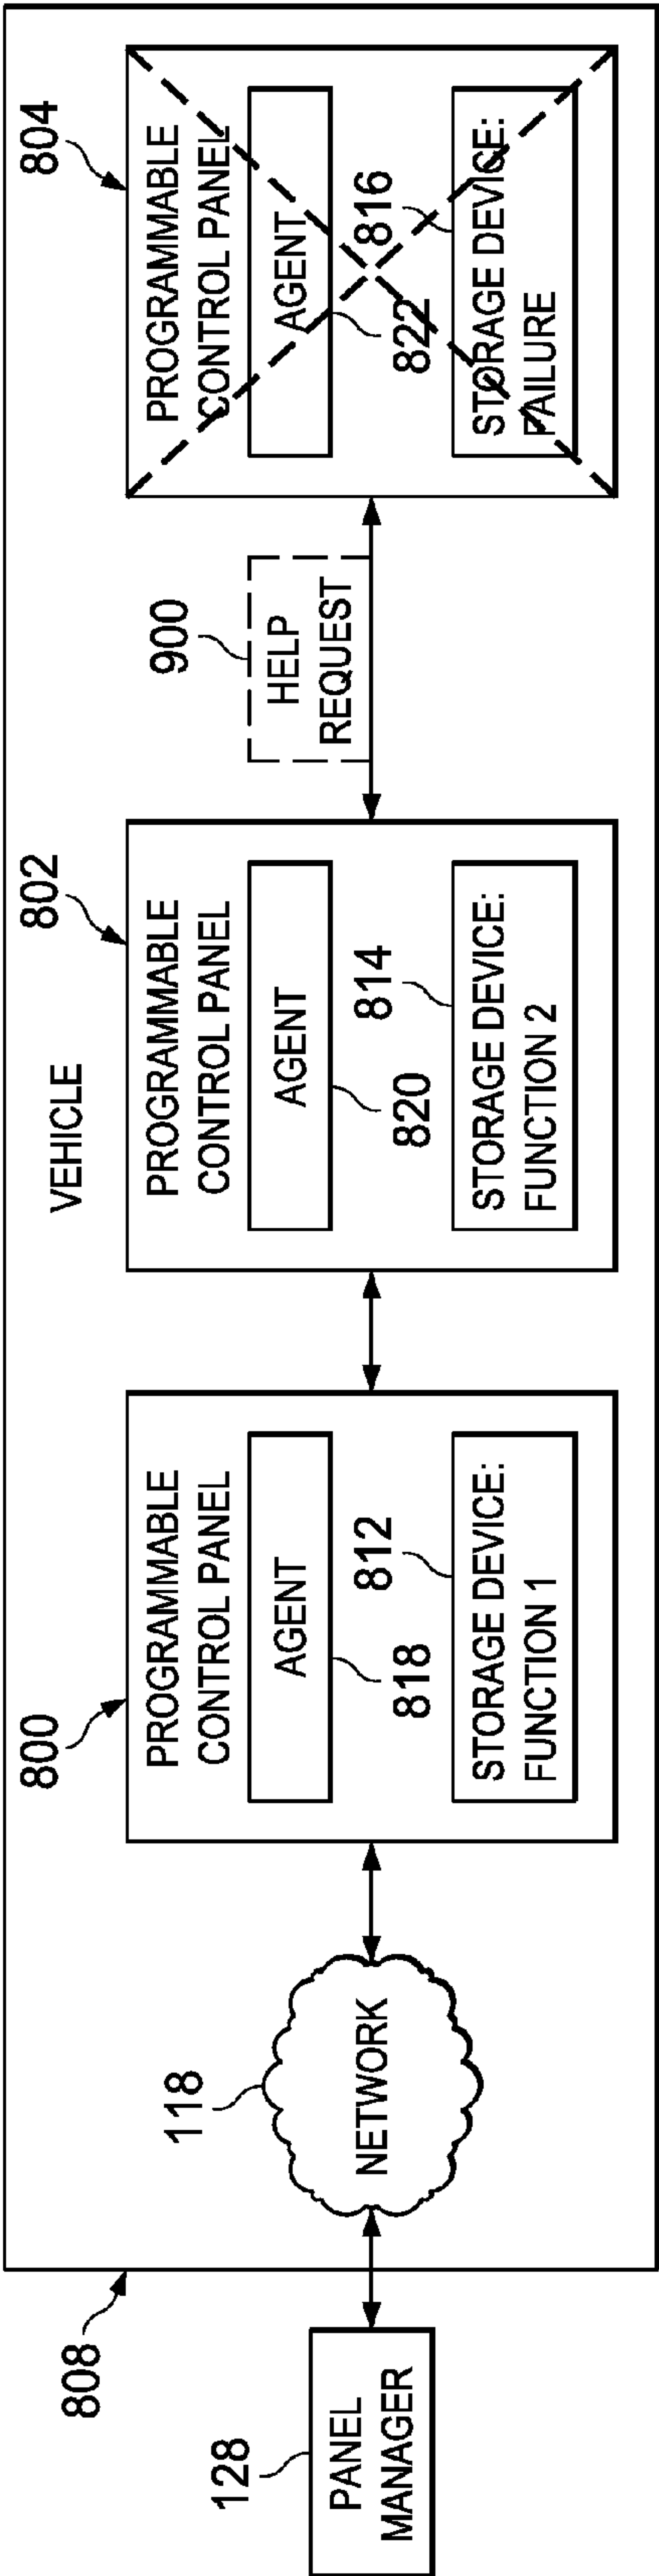 808
VEHICLE
128
PANEL
MANAGER
118
NETWORK
800
PROGRAMMABLE
CONTROL PANEL
AGENT
818
812
STORAGE DEVICE:
FUNCTION 1
802
PROGRAMMABLE
CONTROL PANEL
AGENT
820
814
STORAGE DEVICE:
FUNCTION 2
900
HELP
REQUEST
804
PROGRAMMABLE
CONTROL PANEL
AGENT
822
816
STORAGE DEVICE:
FAILURE